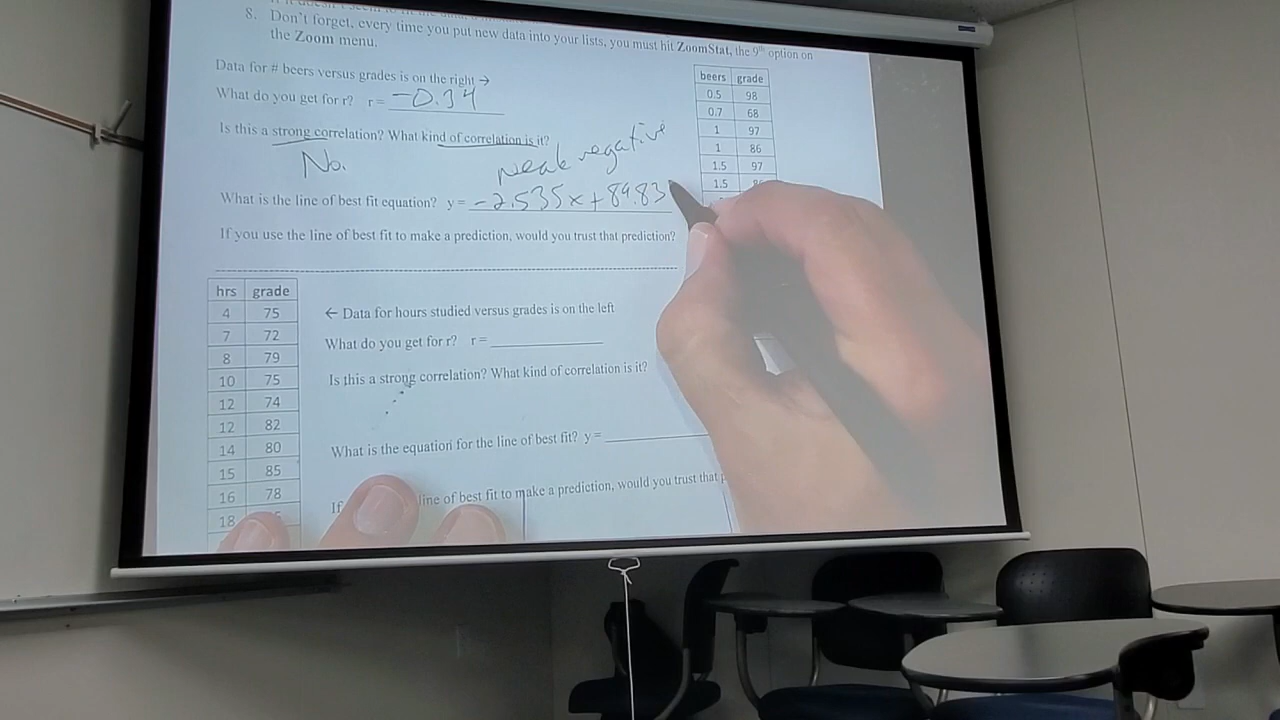 8. Don't forget, every time you put new data into your lists, you must hit ZoomStat, the 9th option on
the Zoom menu.
Data for # beers versus grades is on the right →
What do you get for r? r = -0.34
Is this a strong correlation? What kind of correlation is it?
No. weak negative
What is the line of best fit equation? y = -2.535x+89.83
If you use the line of best fit to make a prediction, would you trust that prediction?
beers grade
0.5 98
0.7 68
1 97
1 86
1.5 97
1.5
hrs grade
4 75
7 72
8 79
10 75
12 74
12 82
14 80
15 85
16 78
18
← Data for hours studied versus grades is on the left
What do you get for r? r =
Is this a strong correlation? What kind of correlation is it?
What is the equation for the line of best fit? y =
If line of best fit to make a prediction, would you trust that